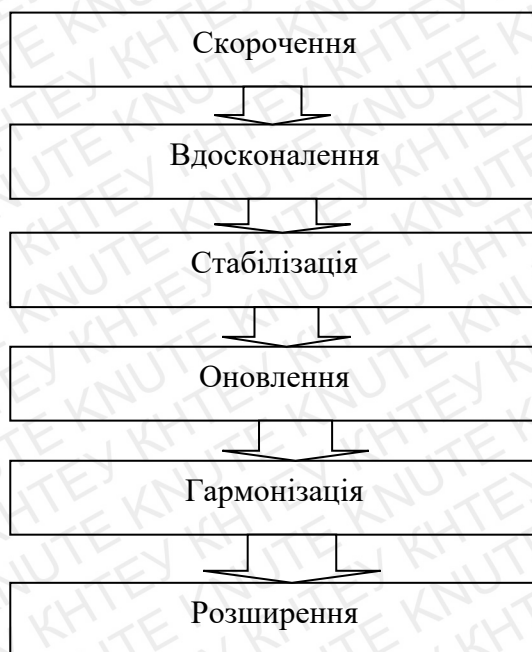 Скорочення
Вдосконалення
Стабілізація
Оновлення
Гармонізація
Розширення